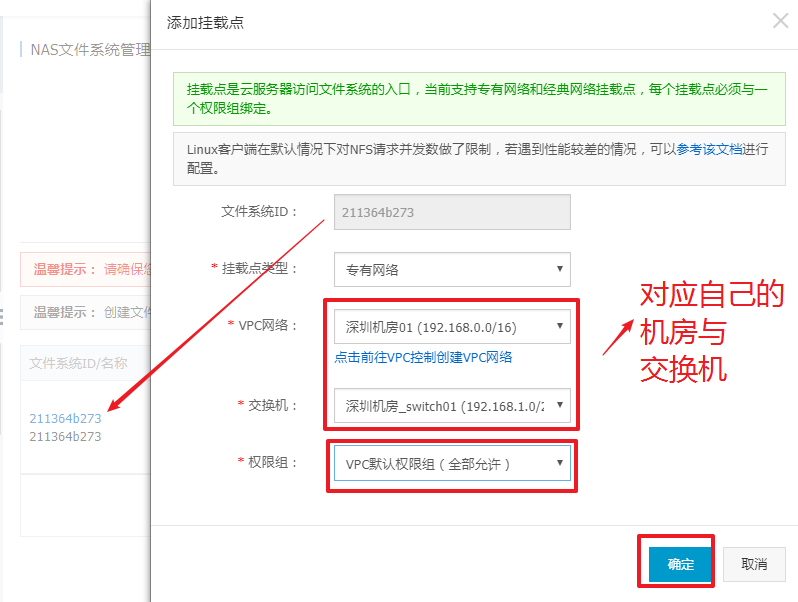 添加挂载点
NAS文件系统管理
挂载点是云服务器访问文件系统的入口，当前支持专有网络和经典网络挂载点，每个挂载点必须与一
个权限组绑定。
Linux客户端在默认情况下对NFS请求并发数做了限制，若遇到性能较差的情况，可以参考该文档进行
配置。
文件系统ID：
211364b273
* 挂载点类型：
专有网络
温馨提示： 请确保您
温馨提示： 创建文件
* VPC网络：
深圳机房01 (192.168.0.0/16)
点击前往VPC控制创建VPC网络
对应自己的
机房与
交换机
文件系统ID/名称
* 交换机：
深圳机房_switch01 (192.168.1.0/2
211364b273
211364b273
* 权限组：
VPC默认权限组（全部允许）
确定
取消